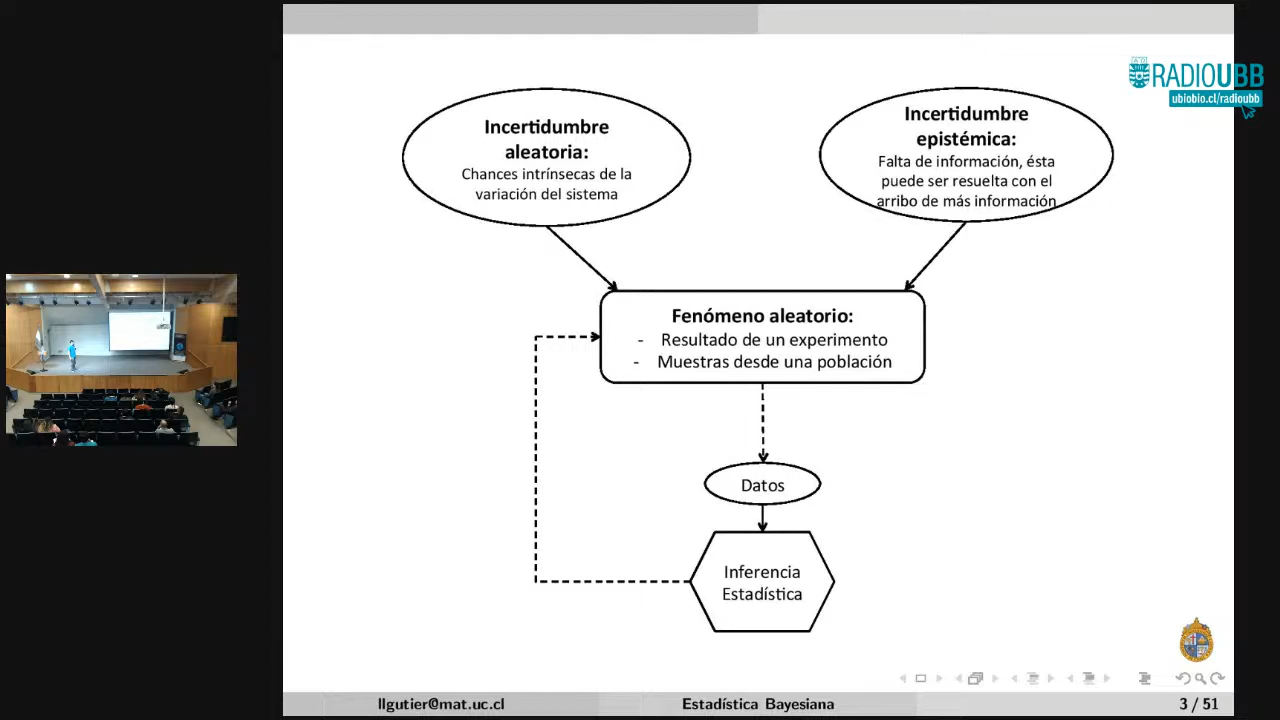 RADIOUBB
ubiobio.cl/radioubb
Incertidumbre
aleatoria:
Chances intrínsecas de la
variación del sistema
Incertidumbre
epistémica:
Falta de información, ésta
puede ser resuelta con el
arribo de más información
Fenómeno aleatorio:
- Resultado de un experimento
- Muestras desde una población
Datos
Inferencia
Estadística
llgutier@mat.uc.cl
Estadística Bayesiana
3 / 51